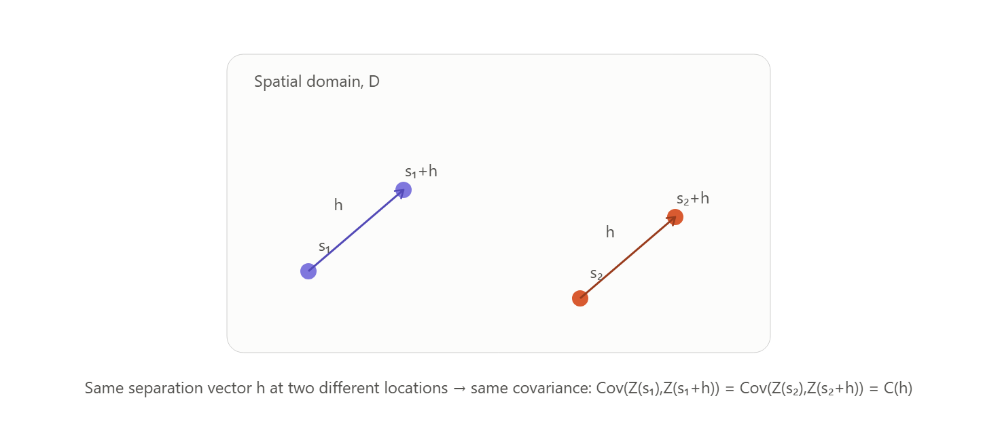 Spatial domain, D
s₁+h
h
s₁
s₂+h
h
s₂
Same separation vector h at two different locations → same covariance: Cov(Z(s₁),Z(s₁+h)) = Cov(Z(s₂),Z(s₂+h)) = C(h)